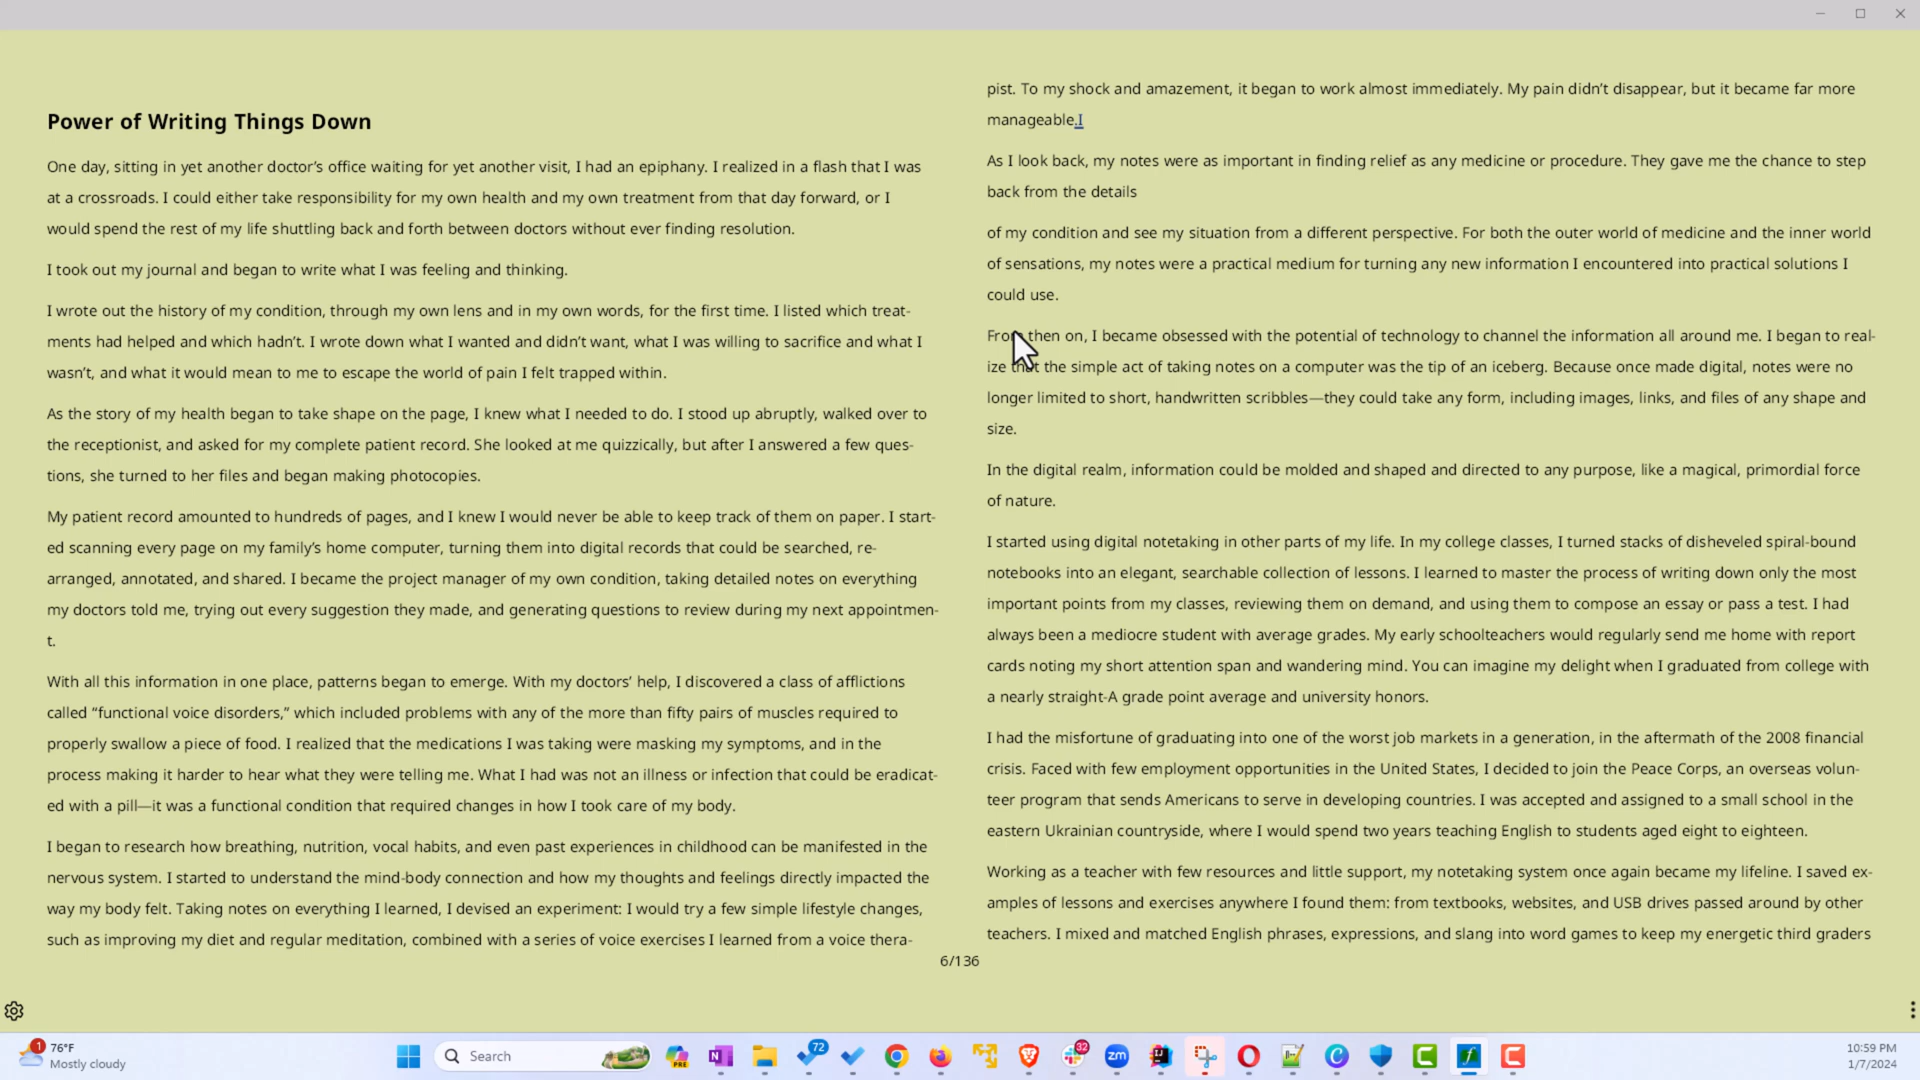 Power of Writing Things Down
One day, sitting in yet another doctor’s office waiting for yet another visit, I had an epiphany. I realized in a flash that I was
at a crossroads. I could either take responsibility for my own health and my own treatment from that day forward, or I
would spend the rest of my life shuttling back and forth between doctors without ever finding resolution.
I took out my journal and began to write what I was feeling and thinking.
I wrote out the history of my condition, through my own lens and in my own words, for the first time. I listed which treat-
ments had helped and which hadn’t. I wrote down what I wanted and didn’t want, what I was willing to sacrifice and what I
wasn’t, and what it would mean to me to escape the world of pain I felt trapped within.
As the story of my health began to take shape on the page, I knew what I needed to do. I stood up abruptly, walked over to
the receptionist, and asked for my complete patient record. She looked at me quizzically, but after I answered a few ques-
tions, she turned to her files and began making photocopies.
My patient record amounted to hundreds of pages, and I knew I would never be able to keep track of them on paper. I start-
ed scanning every page on my family’s home computer, turning them into digital records that could be searched, re-
arranged, annotated, and shared. I became the project manager of my own condition, taking detailed notes on everything
my doctors told me, trying out every suggestion they made, and generating questions to review during my next appointmen-
t.
With all this information in one place, patterns began to emerge. With my doctors’ help, I discovered a class of afflictions
called “functional voice disorders,” which included problems with any of the more than fifty pairs of muscles required to
properly swallow a piece of food. I realized that the medications I was taking were masking my symptoms, and in the
process making it harder to hear what they were telling me. What I had was not an illness or infection that could be eradicat-
ed with a pill—it was a functional condition that required changes in how I took care of my body.
I began to research how breathing, nutrition, vocal habits, and even past experiences in childhood can be manifested in the
nervous system. I started to understand the mind-body connection and how my thoughts and feelings directly impacted the
way my body felt. Taking notes on everything I learned, I devised an experiment: I would try a few simple lifestyle changes,
such as improving my diet and regular meditation, combined with a series of voice exercises I learned from a voice thera-
pist. To my shock and amazement, it began to work almost immediately. My pain didn’t disappear, but it became far more
manageable.I
As I look back, my notes were as important in finding relief as any medicine or procedure. They gave me the chance to step
back from the details
of my condition and see my situation from a different perspective. For both the outer world of medicine and the inner world
of sensations, my notes were a practical medium for turning any new information I encountered into practical solutions I
could use.
From then on, I became obsessed with the potential of technology to channel the information all around me. I began to real-
ize that the simple act of taking notes on a computer was the tip of an iceberg. Because once made digital, notes were no
longer limited to short, handwritten scribbles—they could take any form, including images, links, and files of any shape and
size.
In the digital realm, information could be molded and shaped and directed to any purpose, like a magical, primordial force
of nature.
I started using digital notetaking in other parts of my life. In my college classes, I turned stacks of disheveled spiral-bound
notebooks into an elegant, searchable collection of lessons. I learned to master the process of writing down only the most
important points from my classes, reviewing them on demand, and using them to compose an essay or pass a test. I had
always been a mediocre student with average grades. My early schoolteachers would regularly send me home with report
cards noting my short attention span and wandering mind. You can imagine my delight when I graduated from college with
a nearly straight-A grade point average and university honors.
I had the misfortune of graduating into one of the worst job markets in a generation, in the aftermath of the 2008 financial
crisis. Faced with few employment opportunities in the United States, I decided to join the Peace Corps, an overseas volun-
teer program that sends Americans to serve in developing countries. I was accepted and assigned to a small school in the
eastern Ukrainian countryside, where I would spend two years teaching English to students aged eight to eighteen.
Working as a teacher with few resources and little support, my notetaking system once again became my lifeline. I saved ex-
amples of lessons and exercises anywhere I found them: from textbooks, websites, and USB drives passed around by other
teachers. I mixed and matched English phrases, expressions, and slang into word games to keep my energetic third graders
6/136
1
76°F
Mostly cloudy
Search
PRE
N
72
32
zm
C
C
f
C
10:59 PM
1/7/2024